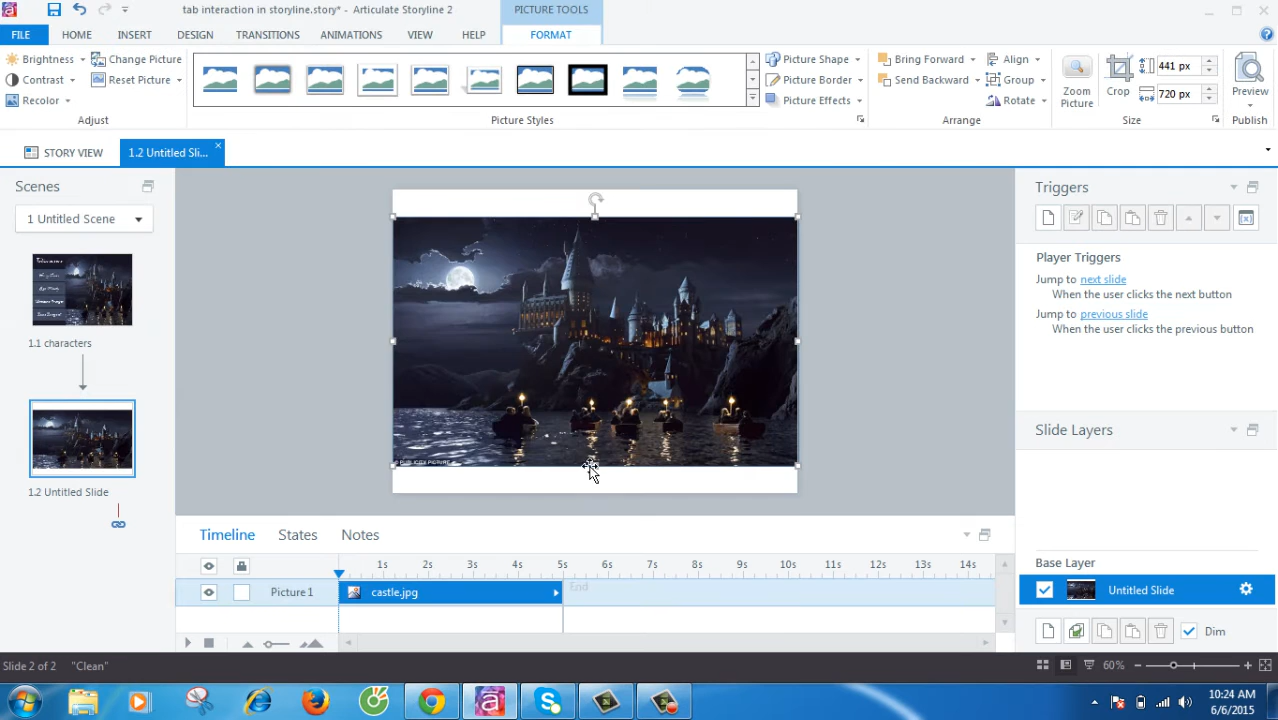 tab interaction in storyline.story* - Articulate Storyline 2
PICTURE TOOLS
FILE HOME INSERT DESIGN TRANSITIONS ANIMATIONS VIEW HELP FORMAT
Brightness Change Picture
Contrast Reset Picture
Recolor
Adjust
Picture Styles
Picture Shape
Picture Border
Picture Effects
Bring Forward Align
Send Backward Group
Rotate
Arrange
Zoom Picture
Crop
441 px
720 px
Size
Preview
Publish
STORY VIEW 1.2 Untitled Sli...
Scenes
1 Untitled Scene
1.1 characters
1.2 Untitled Slide
PUBLICITY PICTURE
Triggers
Player Triggers
Jump to next slide
When the user clicks the next button
Jump to previous slide
When the user clicks the previous button
Slide Layers
Base Layer
Untitled Slide
Dim
Timeline States Notes
1s 2s 3s 4s 5s 6s 7s 8s 9s 10s 11s 12s 13s 14s
Picture 1 castle.jpg End
Slide 2 of 2 "Clean" 60%
10:24 AM
6/6/2015